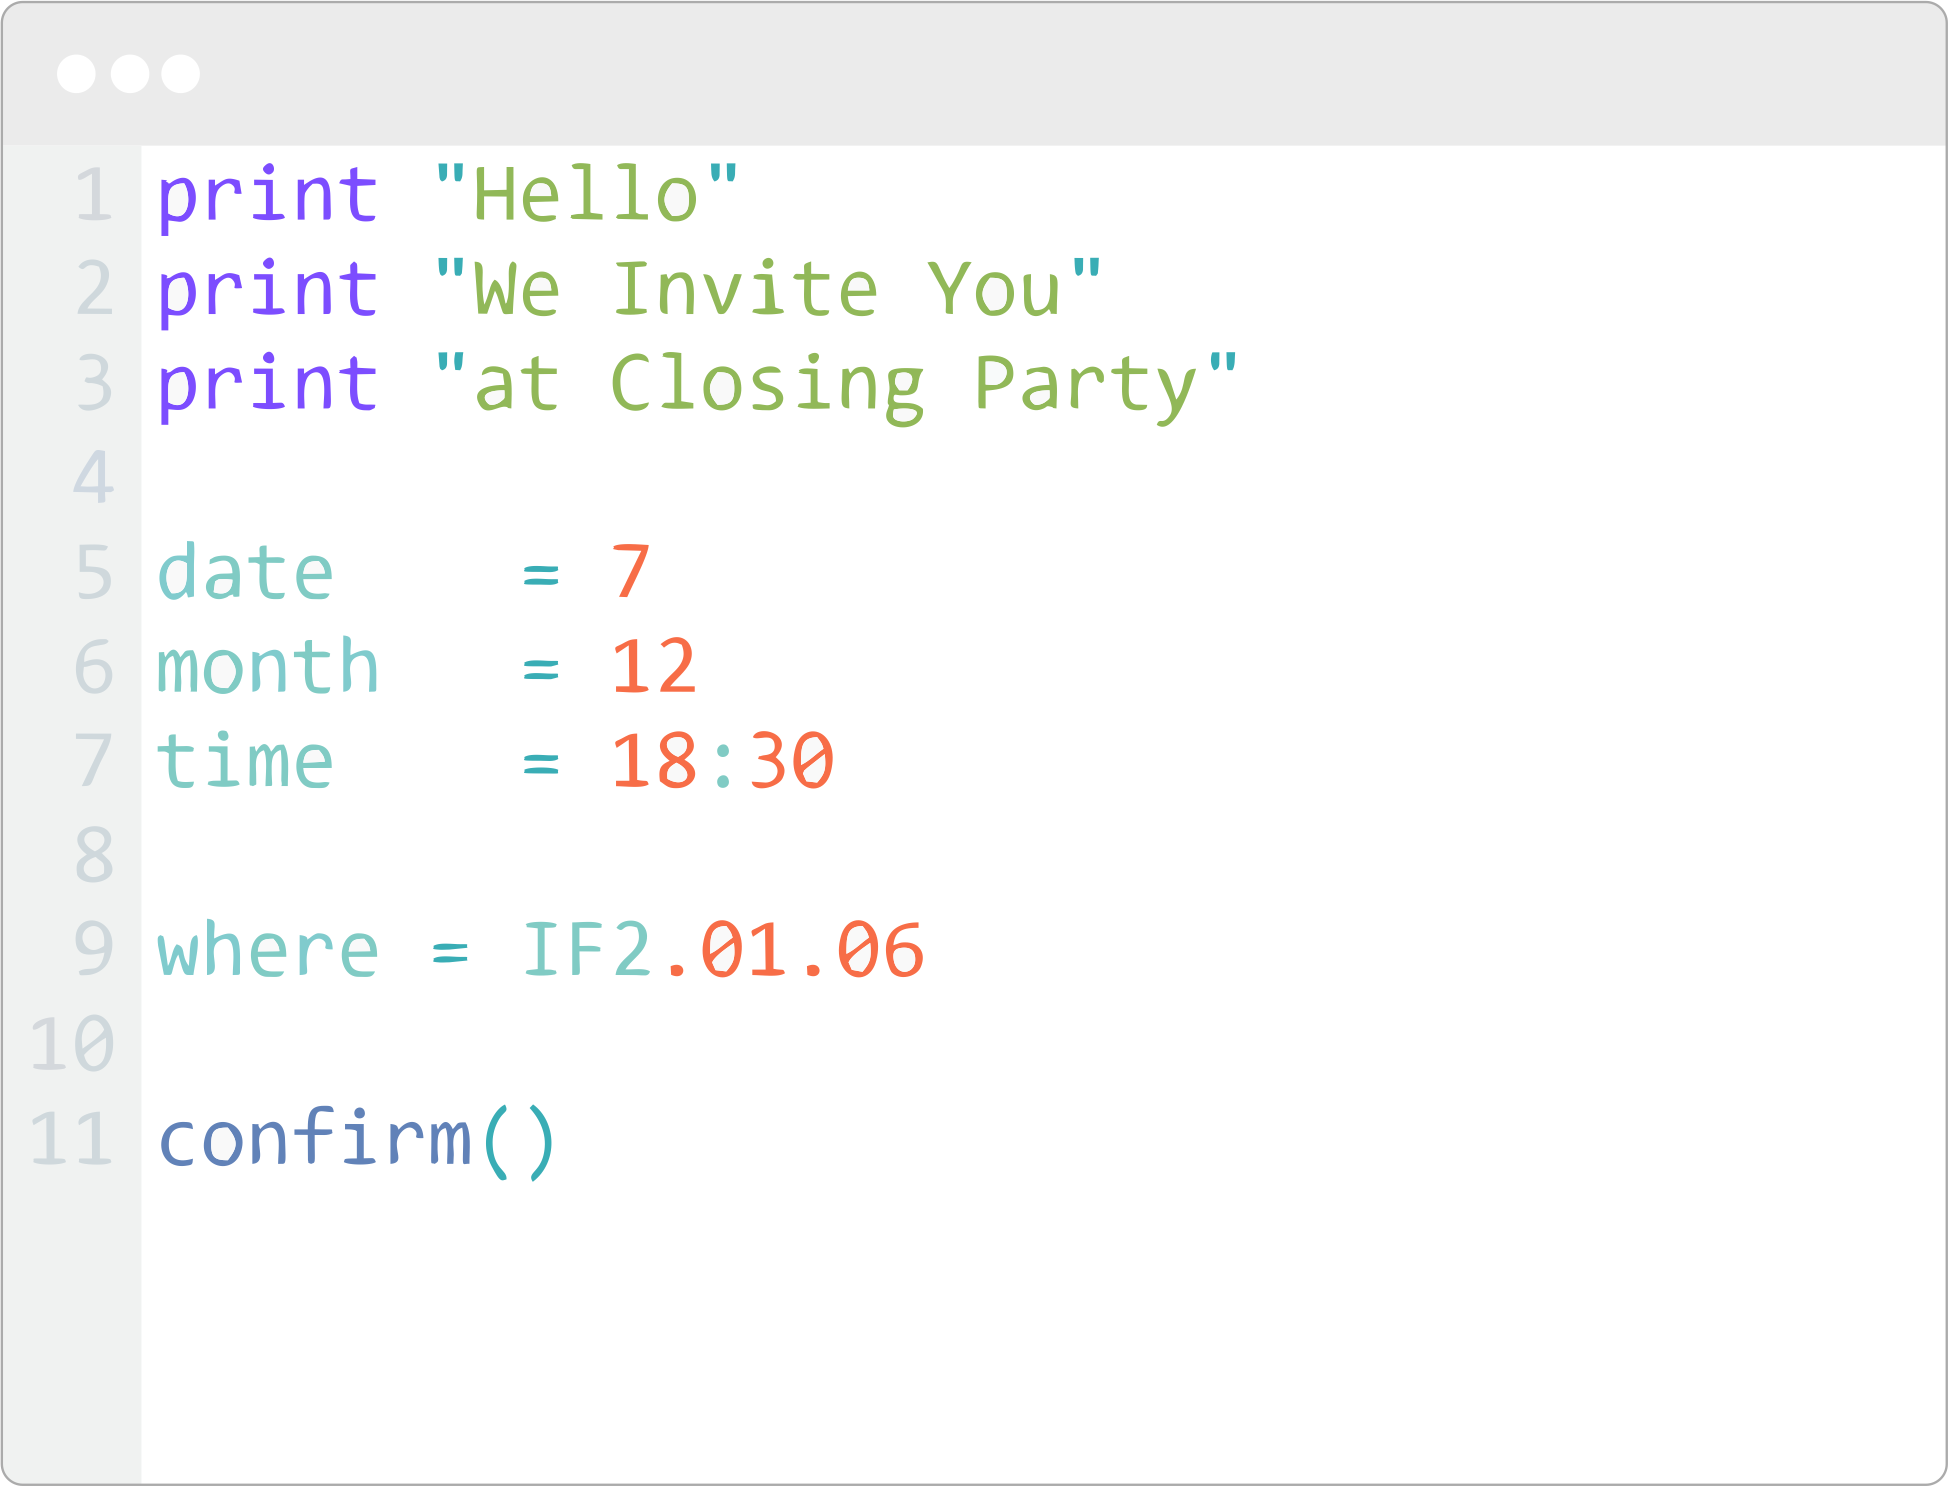 1 print "Hello"
2 print "We Invite You"
3 print "at Closing Party"
4
5 date    = 7
6 month   = 12
7 time    = 18:30
8
9 where = IF2.01.06
10
11 confirm()